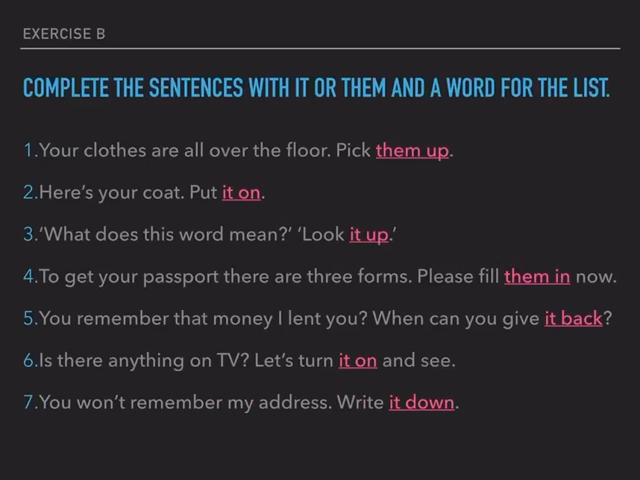 EXERCISE B
COMPLETE THE SENTENCES WITH IT OR THEM AND A WORD FOR THE LIST.
1.Your clothes are all over the floor. Pick them up.
2.Here’s your coat. Put it on.
3.‘What does this word mean?’ ‘Look it up.’
4.To get your passport there are three forms. Please fill them in now.
5.You remember that money I lent you? When can you give it back?
6.Is there anything on TV? Let’s turn it on and see.
7.You won’t remember my address. Write it down.